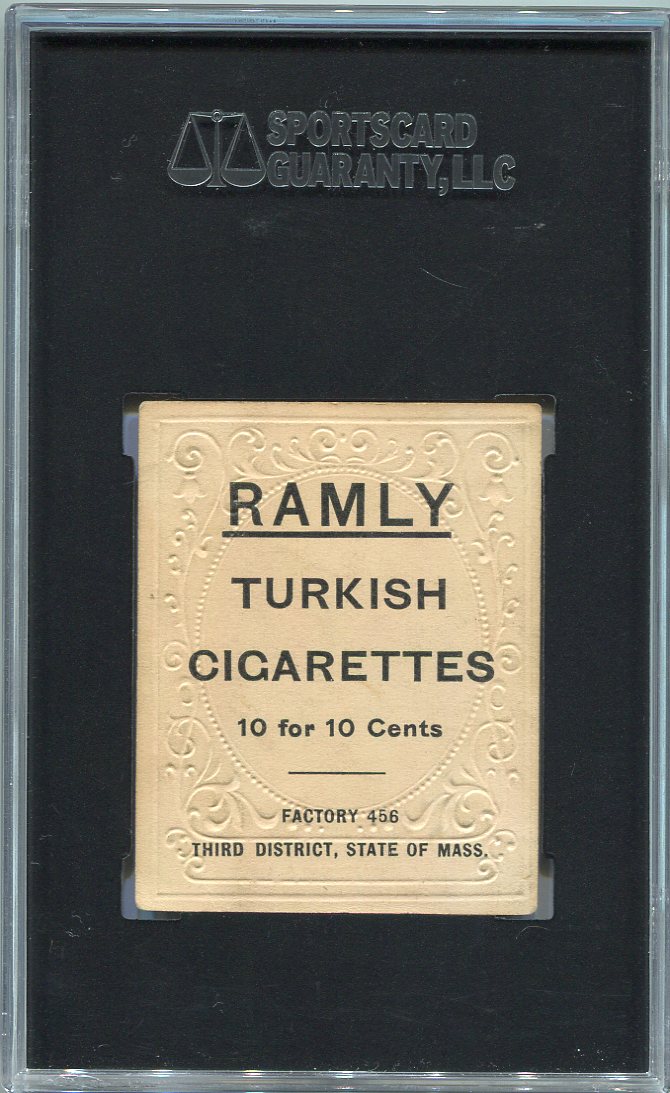 SPORTSCARD
GUARANTY, LLC
RAMLY
TURKISH
CIGARETTES
10 for 10 Cents
FACTORY 456
THIRD DISTRICT, STATE OF MASS.